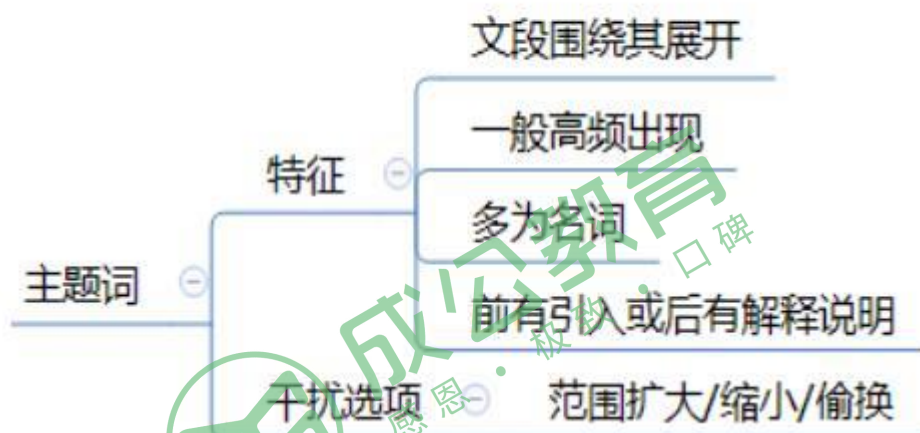 文段围绕其展开
一般高频出现
特征
多为名词
主题词
前有引入或后有解释说明
干扰选项
范围扩大/缩小/偷换
成公教育
感恩·极致·口碑